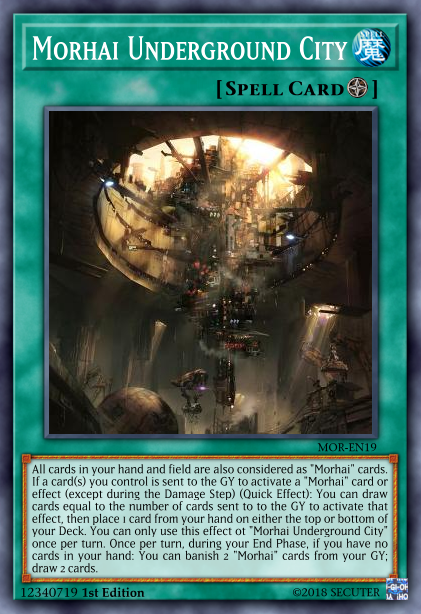 Morhai Underground City 魔
[Spell Card]
MOR-EN19
All cards in your hand and field are also considered as "Morhai" cards.
If a card(s) you control is sent to the GY to activate a "Morhai" card or
effect (except during the Damage Step) (Quick Effect): You can draw
cards equal to the number of cards sent to to the GY to activate that
effect, then place 1 card from your hand on either the top or bottom of
your Deck. You can only use this effect ot "Morhai Underground City"
once per turn. Once per turn, during your End Phase, if you have no
cards in your hand: You can banish 2 "Morhai" cards from your GY;
draw 2 cards.
12340719 1st Edition ©2018 SECUTER